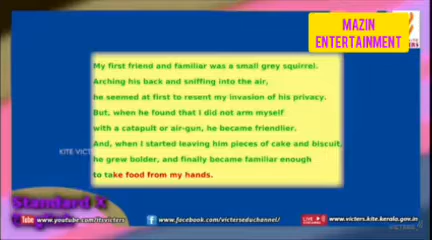 MAZIN
ENTERTAINMENT
My first friend and familiar was a small grey squirrel.
Arching his back and sniffing into the air,
he seemed at first to resent my invasion of his privacy.
But, when he found that I did not arm myself
with a catapult or air-gun, he became friendlier.
And, when I started leaving him pieces of cake and biscuit,
he grew bolder, and finally became familiar enough
to take food from my hands.
KITE VICTERS
Standard X
www.youtube.com/itsvicters
www.facebook.com/victerseduchannel/
LIVE
www.victers.kite.kerala.gov.in